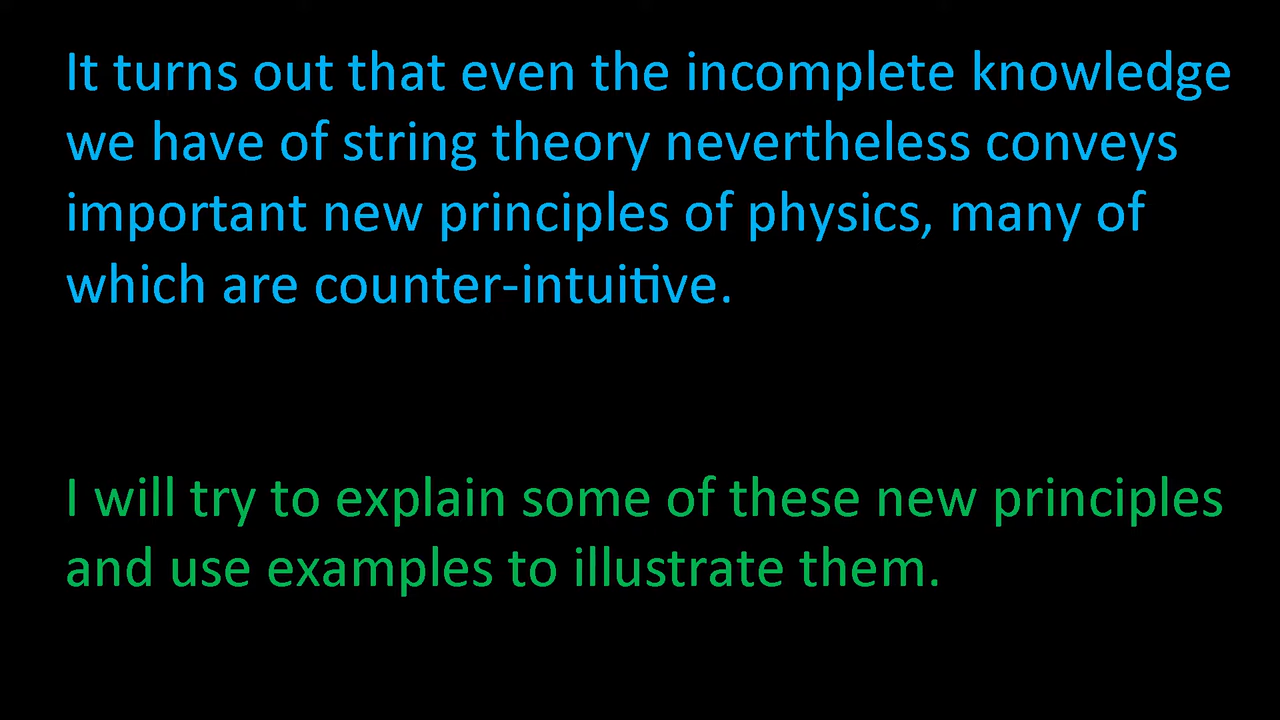 It turns out that even the incomplete knowledge
we have of string theory nevertheless conveys
important new principles of physics, many of
which are counter-intuitive.
I will try to explain some of these new principles
and use examples to illustrate them.